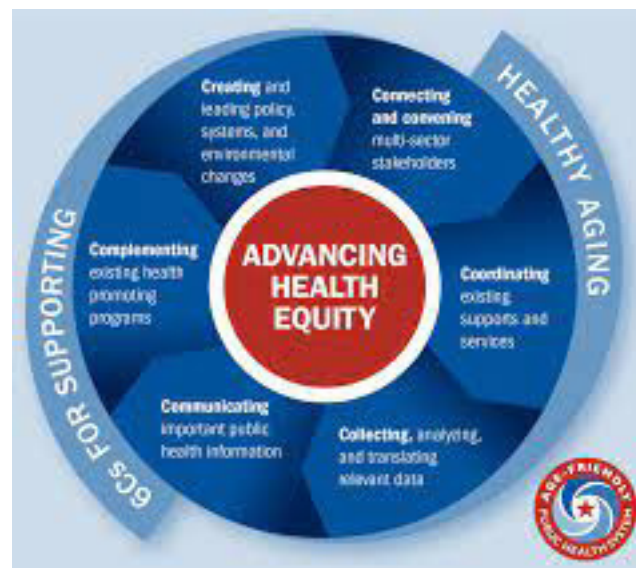 6Cs FOR SUPPORTING
HEALTHY AGING
Creating and
leading policy,
systems, and
environmental
changes
Connecting
and convening
multi-sector
stakeholders
Coordinating
existing
supports and
services
Collecting, analyzing,
and translating
relevant data
Communicating
important public
health information
Complementing
existing health
promoting
programs
ADVANCING
HEALTH
EQUITY
AGE-FRIENDLY
PUBLIC HEALTH SYSTEMS